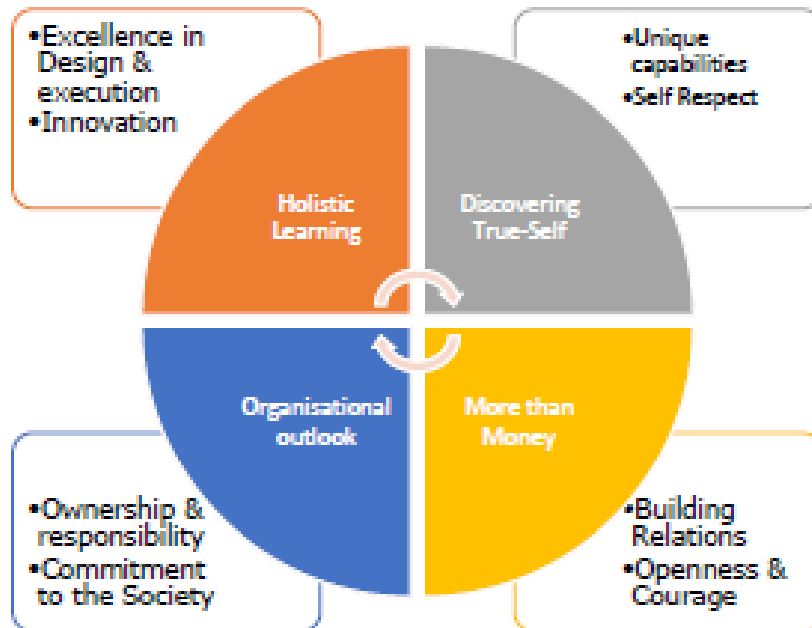 •Excellence in
Design &
execution
•Innovation
•Unique
capabilities
•Self Respect
Holistic
Learning
Discovering
True-Self
Organisational
outlook
More than
Money
•Ownership &
responsibility
•Commitment
to the Society
•Building
Relations
•Openness &
Courage